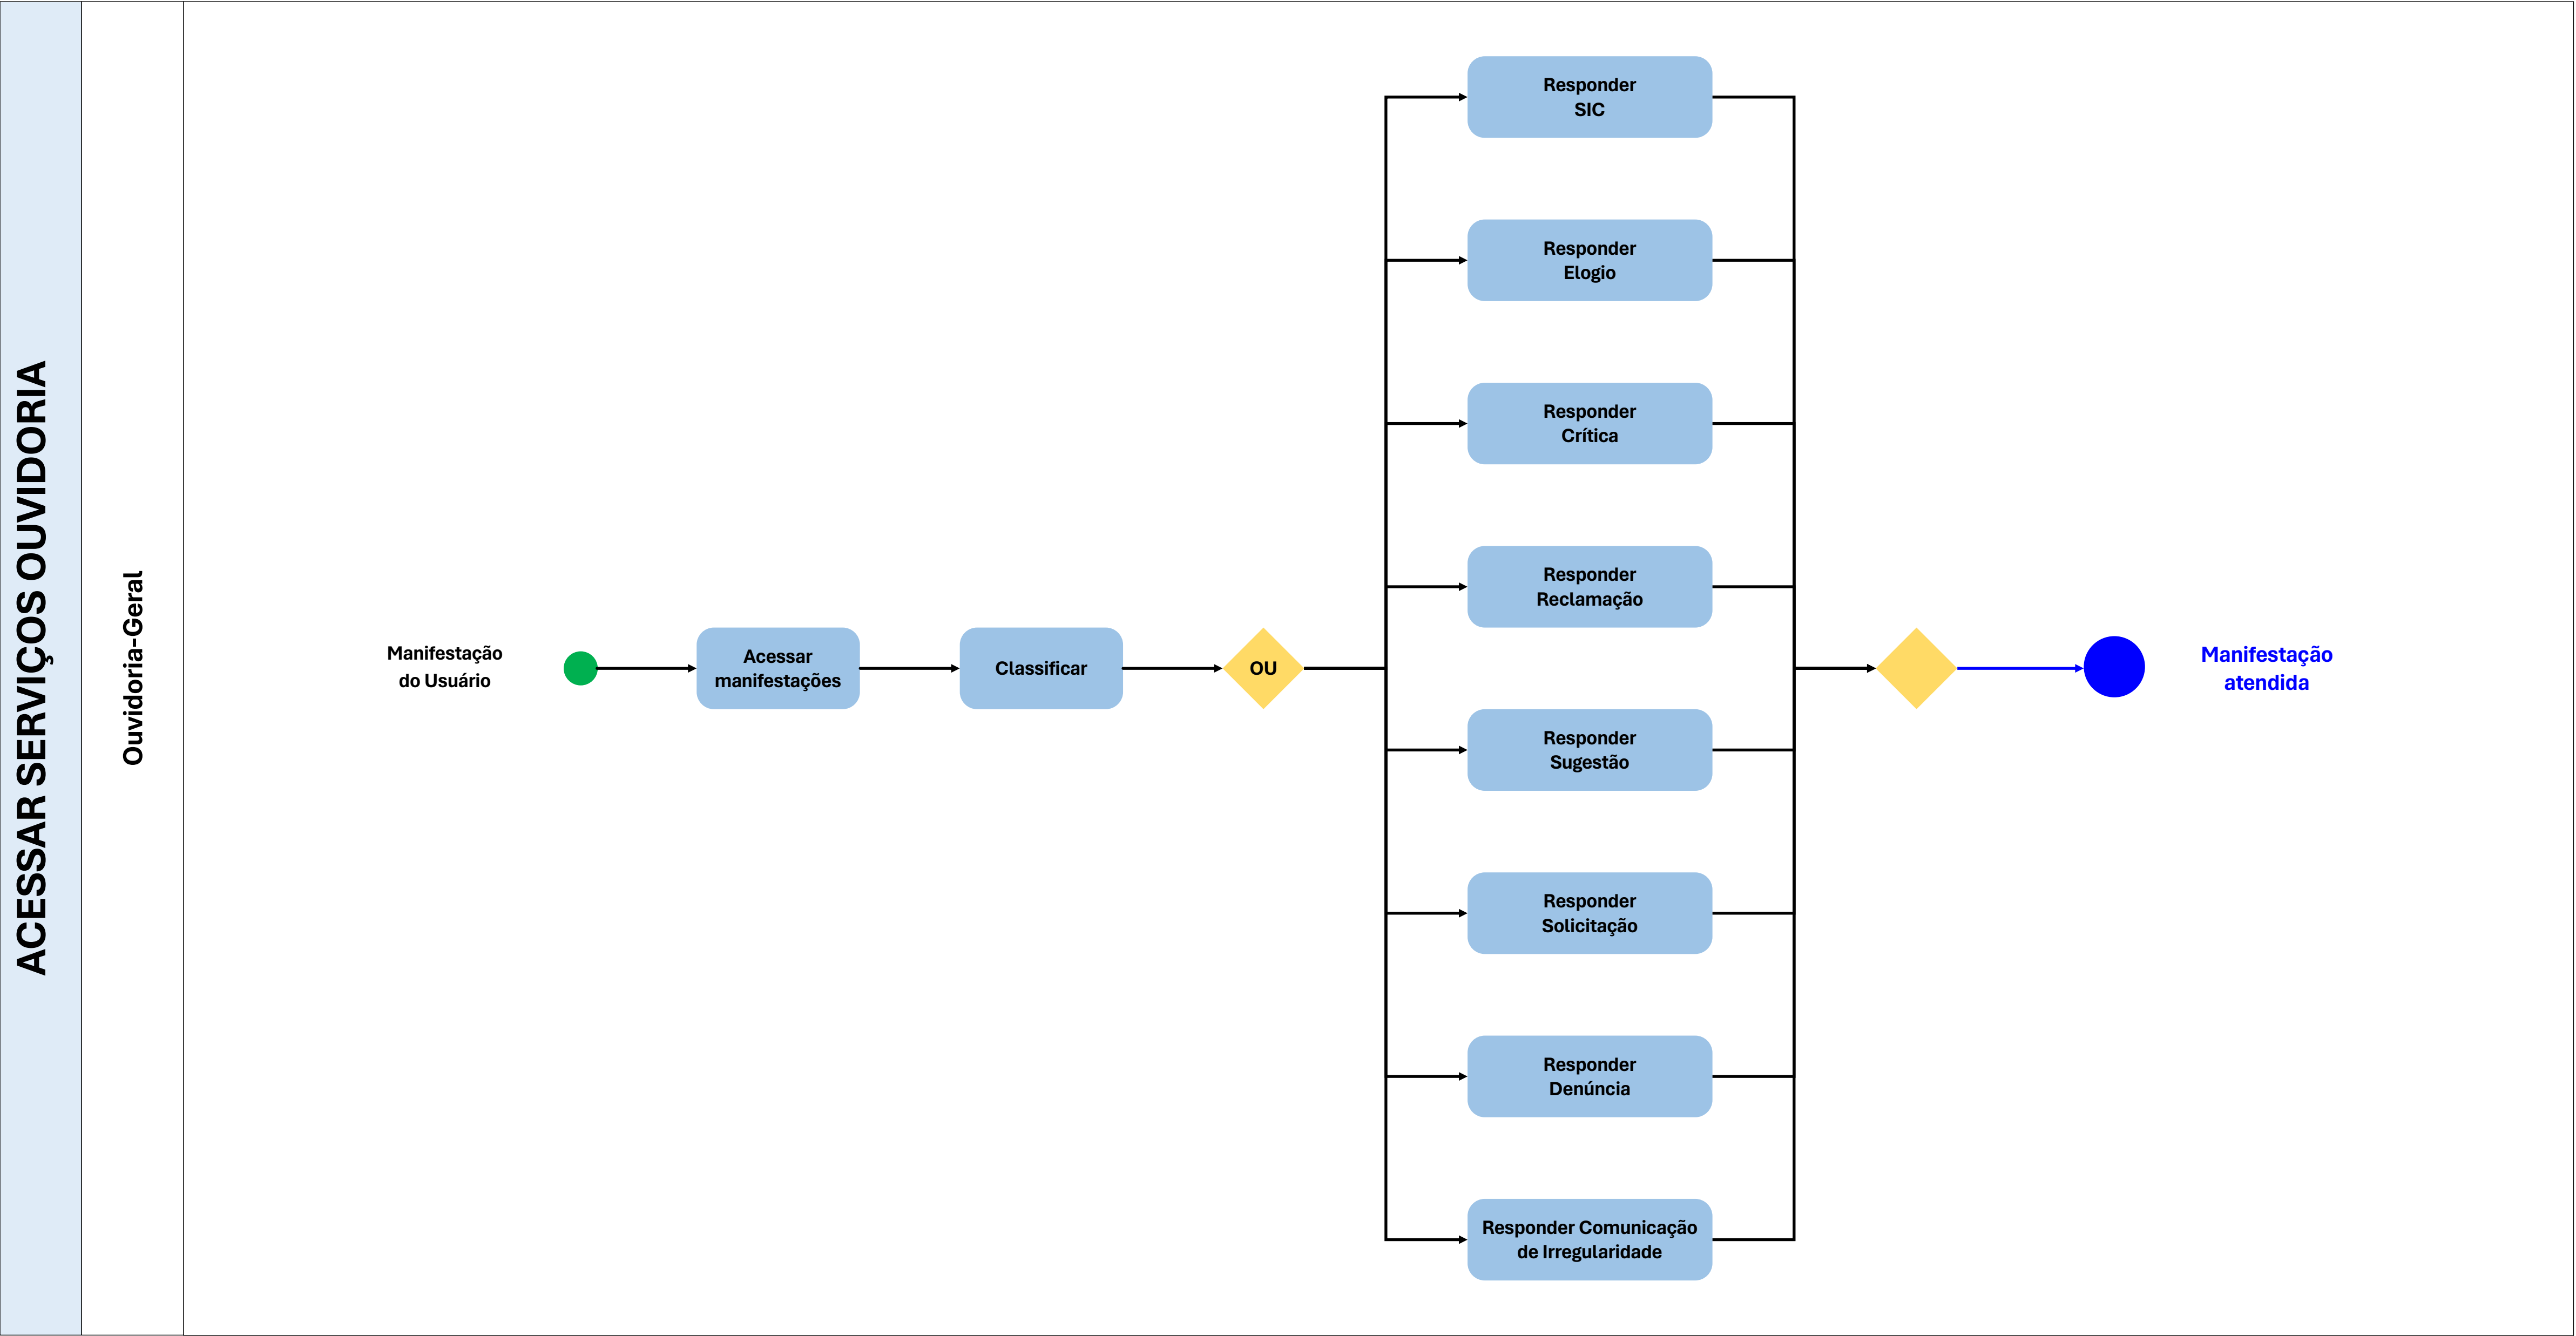 ACESSAR SERVIÇOS OUVIDORIA
Ouvidoria-Geral
Manifestação
do Usuário
Acessar
manifestações
Classificar
OU
Responder
SIC
Responder
Elogio
Responder
Crítica
Responder
Reclamação
Responder
Sugestão
Responder
Solicitação
Responder
Denúncia
Responder Comunicação
de Irregularidade
Manifestação
atendida